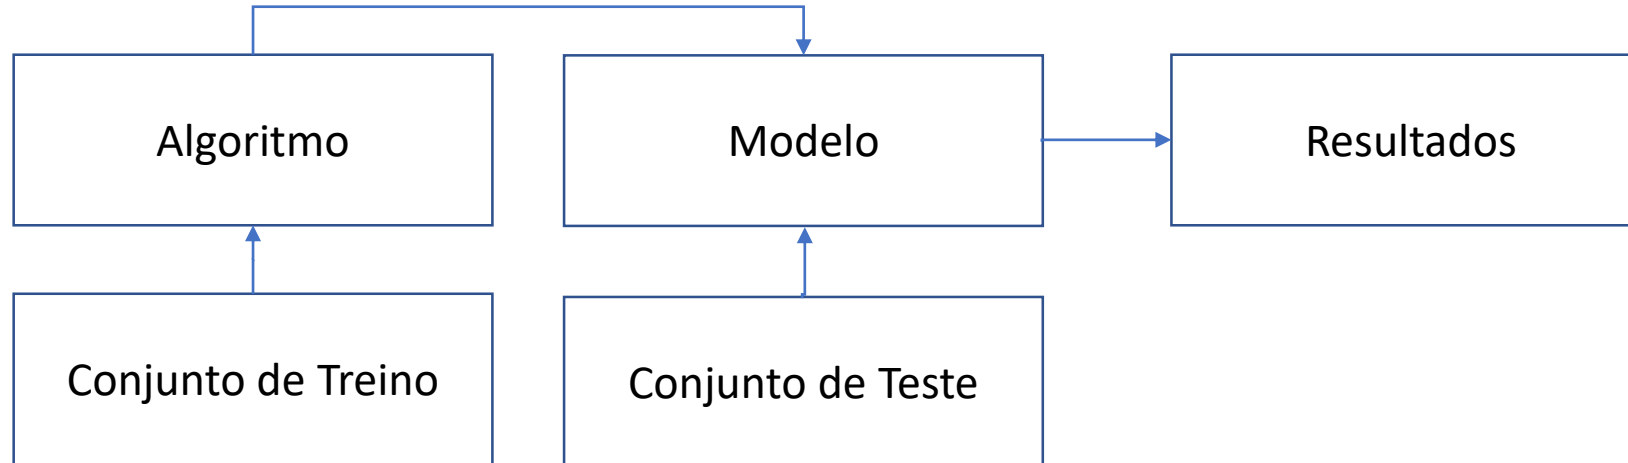 Algoritmo
Modelo
Resultados
Conjunto de Treino
Conjunto de Teste